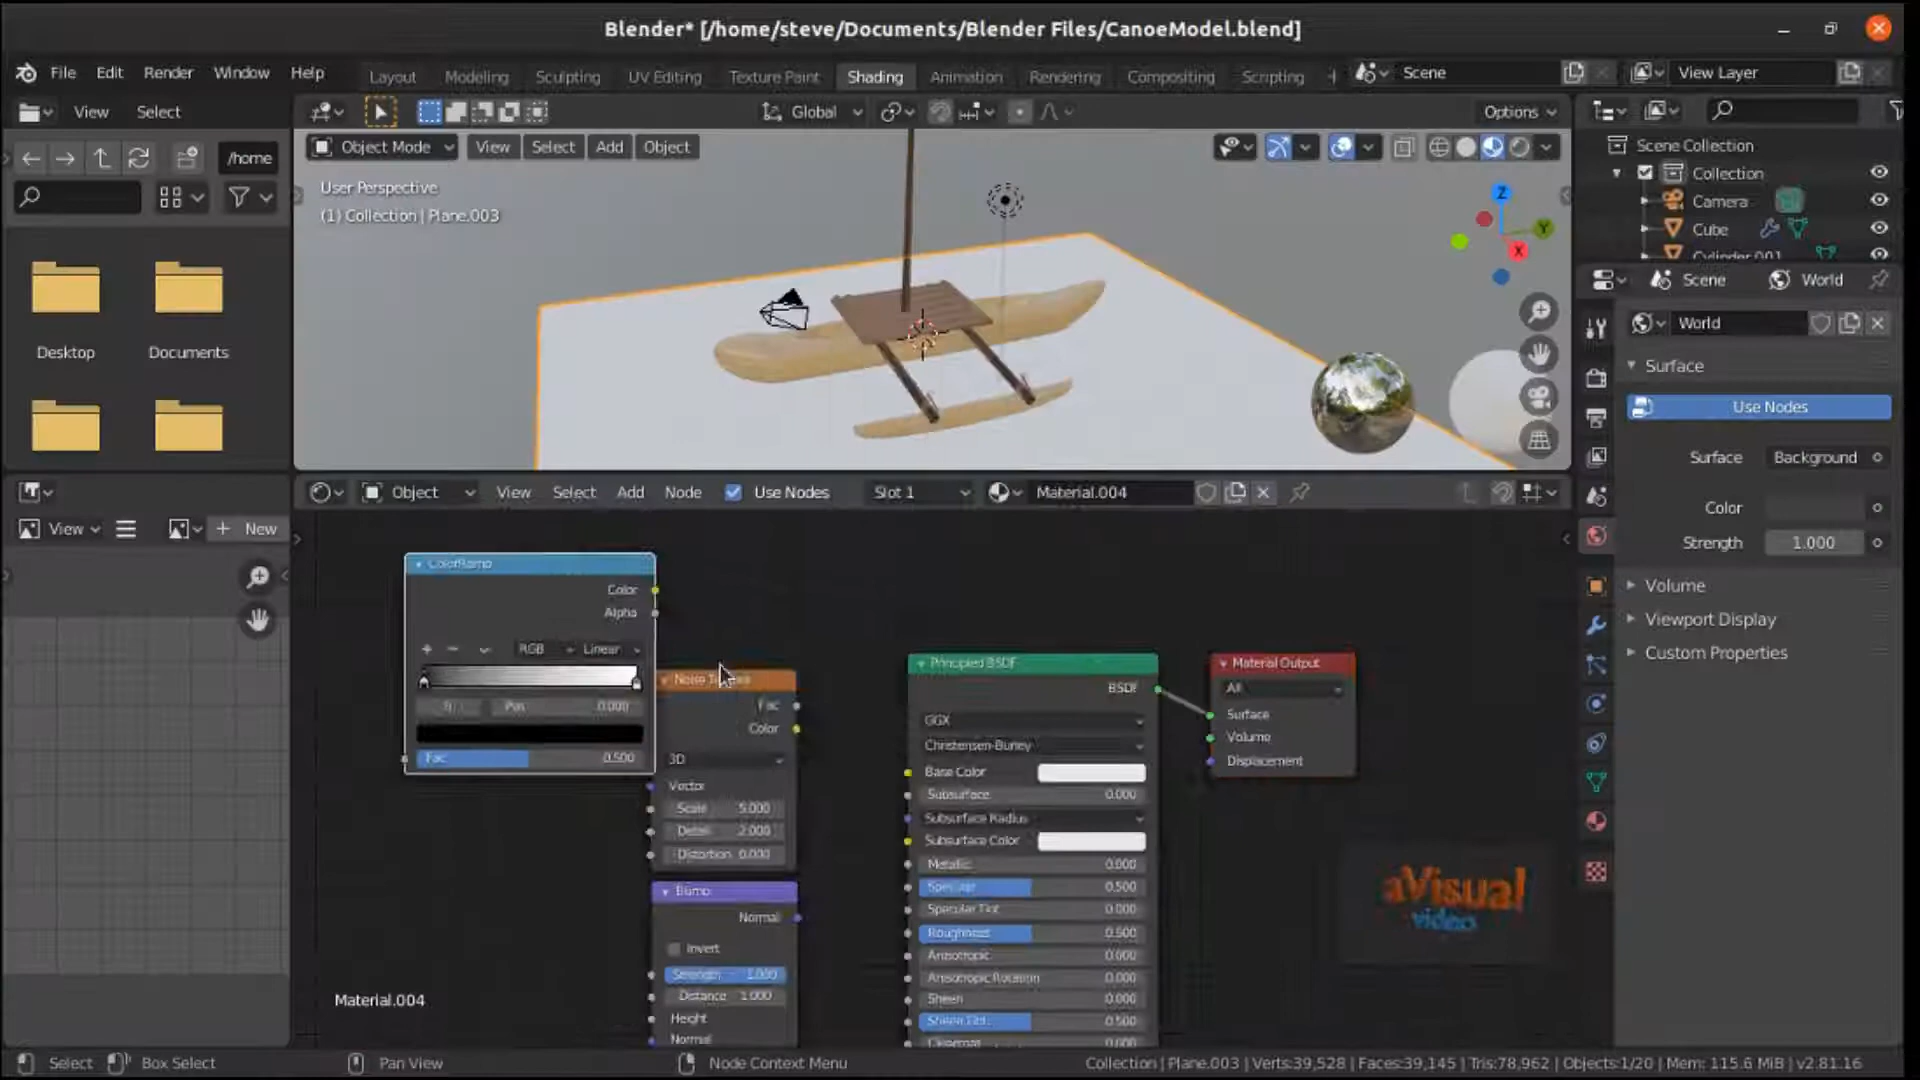 Blender* [/home/steve/Documents/Blender Files/CanoeModel.blend]
File Edit Render Window Help Layout Modeling Sculpting UV Editing Texture Paint Shading Animation Rendering Compositing Scripting Scene View Layer
View Select Global Options
/home Object Mode View Select Add Object
User Perspective
(1) Collection | Plane.003
Z
Y
X
Scene Collection
Collection
Camera
Cube
Cylinder.001
Scene World
World
Surface
Use Nodes
Surface Background
Color
Strength 1.000
Volume
Viewport Display
Custom Properties
Desktop Documents
Object View Select Add Node Use Nodes Slot 1 Material.004
View New
ColorRamp
Color
Alpha
RGB Linear
Pos 0.000
Fac 0.500
Fac
Color
3D
Vector
Scale 5.000
Detail 2.000
Distortion 0.000
Bump
Normal
Invert
Strength 1.000
Distance 1.000
Height
Normal
Principled BSDF
BSDF
GGX
Christensen-Burley
Base Color
Subsurface 0.000
Subsurface Radius
Subsurface Color
Metallic 0.000
Specular 0.500
Specular Tint 0.000
Roughness 0.500
Anisotropic 0.000
Anisotropic Rotation 0.000
Sheen 0.000
Sheen Tint 0.500
Material Output
All
Surface
Volume
Displacement
aVisual
video
Material.004
Select Box Select Pan View Node Context Menu Collection | Plane.003 | Verts:39,528 | Faces:39,145 | Tris:78,962 | Objects:1/20 | Mem: 115.6 MiB | v2.81.16